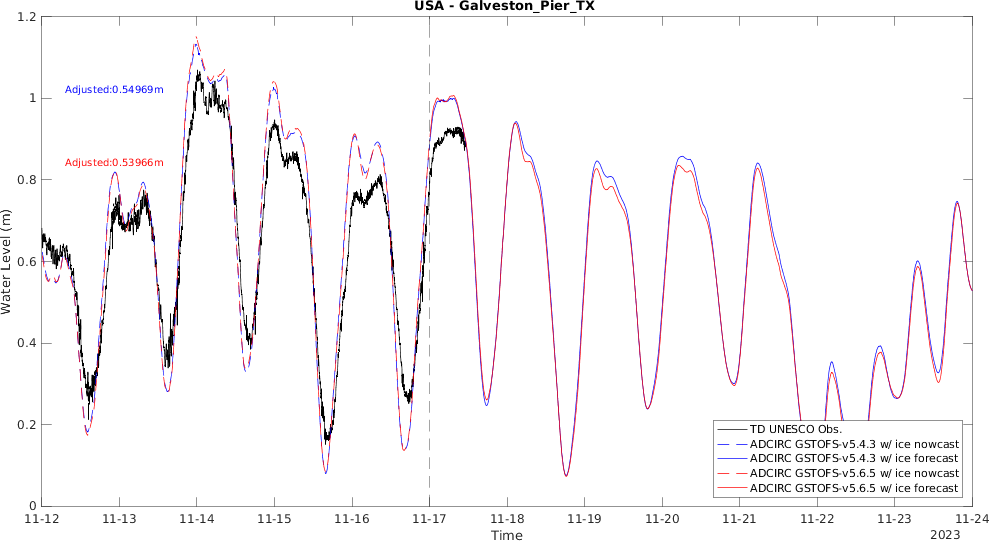 USA - Galveston_Pier_TX
1.2
1
0.8
0.6
0.4
0.2
0
Water Level (m)
Adjusted:0.54969m
Adjusted:0.53966m
TD UNESCO Obs.
ADCIRC GSTOFS-v5.4.3 w/ ice nowcast
ADCIRC GSTOFS-v5.4.3 w/ ice forecast
ADCIRC GSTOFS-v5.6.5 w/ ice nowcast
ADCIRC GSTOFS-v5.6.5 w/ ice forecast
11-12 11-13 11-14 11-15 11-16 11-17 11-18 11-19 11-20 11-21 11-22 11-23 11-24
Time
2023